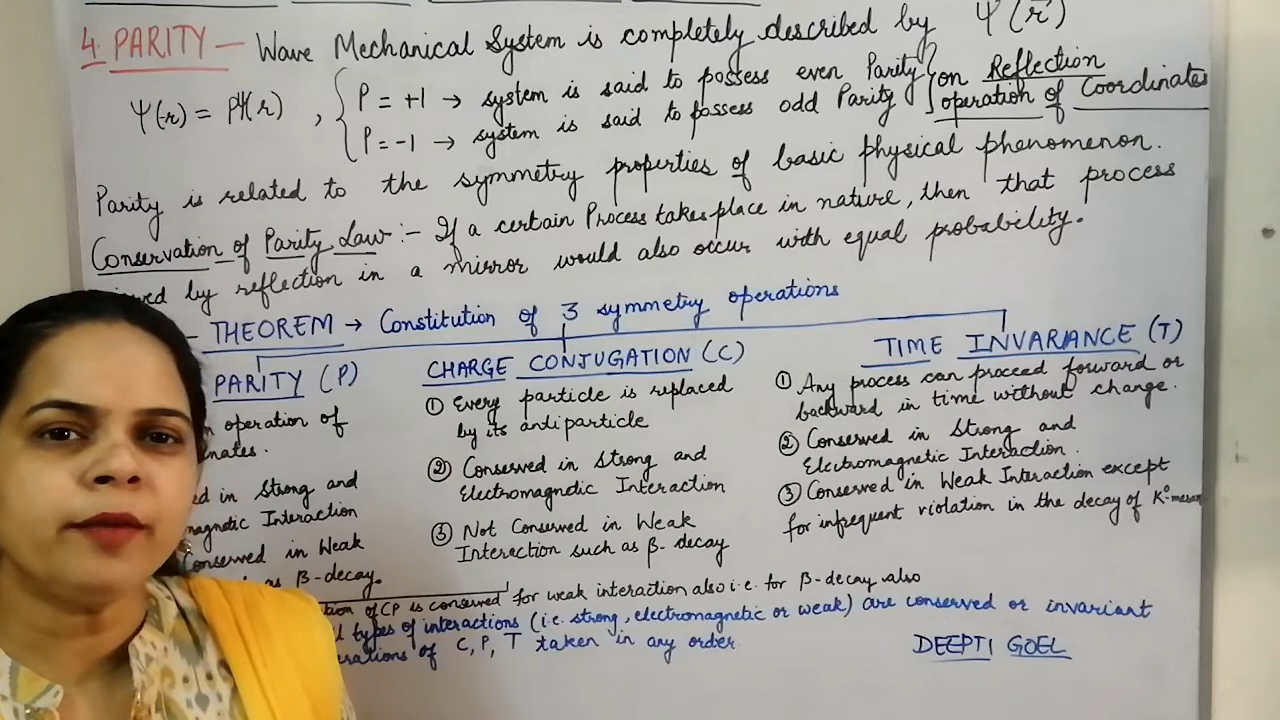 4. PARITY — Wave Mechanical System is completely described by Ψ(r)
Ψ(r) = PΨ(r) , { P = +1 → system is said to possess even Parity } on Reflection
P = -1 → system is said to possess odd Parity } operation of Coordinates
Parity is related to the symmetry properties of basic physical phenomenon.
Conservation of Parity Law :- If a certain Process takes place in nature, then that process
by reflection in a mirror would also occur with equal probability.
THEOREM → Constitution of 3 symmetry operations
PARITY (P)
operation of
in Strong and
Interaction
in Weak
as β-decay.
CHARGE CONJUGATION (C)
① Every particle is replaced
by its antiparticle
② Conserved in Strong and
Electromagnetic Interaction
③ Not Conserved in Weak
Interaction such as β-decay
TIME INVARIANCE (T)
① Any process can proceed forward or
backward in time without change.
② Conserved in Strong and
Electromagnetic Interaction.
③ Conserved in Weak Interaction except
for infrequent violation in the decay of K⁰-meson
of CP is conserved for weak interaction also i.e. for β-decay also
types of interactions (i.e. strong, electromagnetic or weak) are conserved or invariant
of C, P, T taken in any order
DEEPTI GOEL